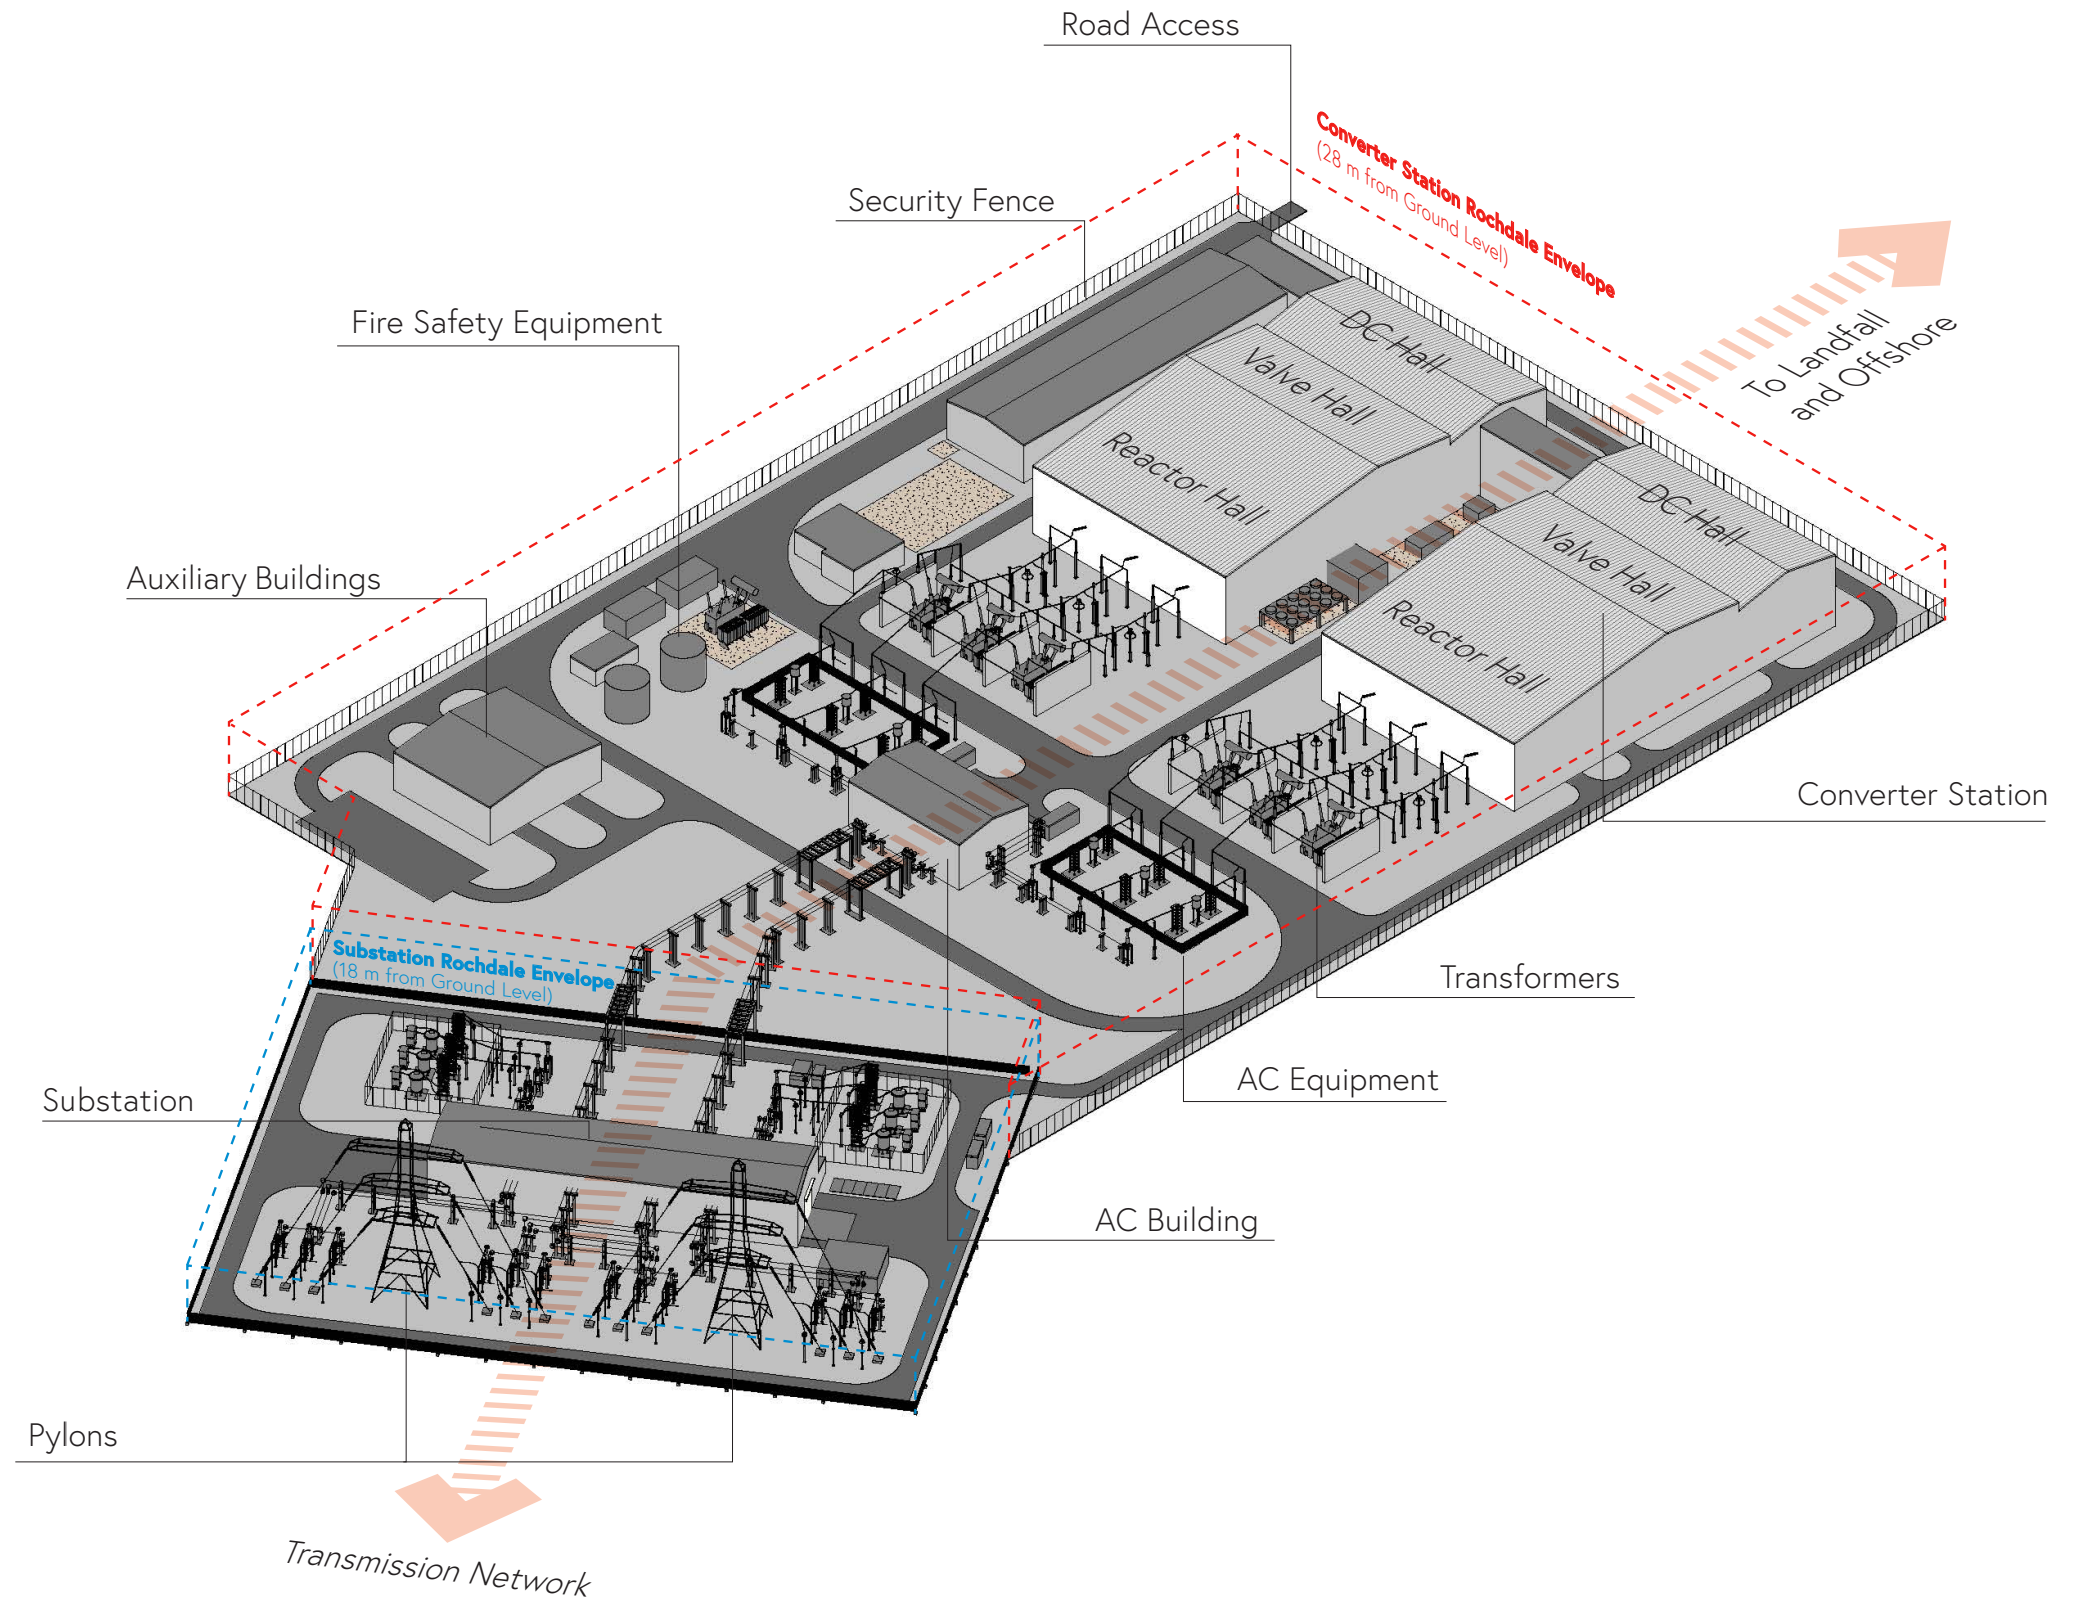 Road Access
Converter Station Rochdale Envelope
(28 m from Ground Level)
Security Fence
Fire Safety Equipment
To Landfall
and Offshore
DC Hall
Valve Hall
Reactor Hall
DC Hall
Valve Hall
Reactor Hall
Auxiliary Buildings
Converter Station
Substation Rochdale Envelope
(18 m from Ground Level)
Transformers
AC Equipment
Substation
AC Building
Pylons
Transmission Network